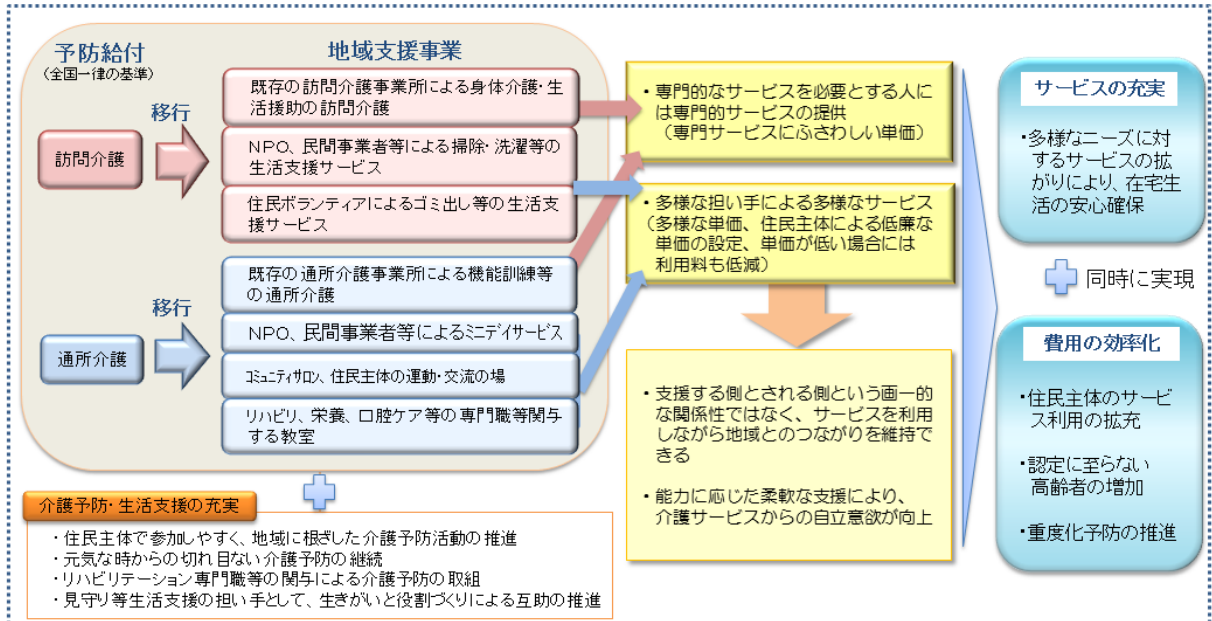 予防給付
(全国一律の基準)
移行
訪問介護
移行
通所介護
地域支援事業
既存の訪問介護事業所による身体介護・生
活援助の訪問介護
NPO、民間事業者等による掃除・洗濯等の
生活支援サービス
住民ボランティアによるゴミ出し等の生活支
援サービス
既存の通所介護事業所による機能訓練等
の通所介護
NPO、民間事業者等によるミニデイサービス
コミュニティサロン、住民主体の運動・交流の場
リハビリ、栄養、口腔ケア等の専門職等関与
する教室
介護予防・生活支援の充実
・住民主体で参加しやすく、地域に根ざした介護予防活動の推進
・元気な時からの切れ目ない介護予防の継続
・リハビリテーション専門職等の関与による介護予防の取組
・見守り等生活支援の担い手として、生きがいと役割づくりによる互助の推進
・専門的なサービスを必要とする人に
は専門的サービスの提供
(専門サービスにふさわしい単価)
・多様な担い手による多様なサービス
(多様な単価、住民主体による低廉な
単価の設定、単価が低い場合には
利用料も低減)
・支援する側とされる側という画一的
な関係性ではなく、サービスを利用
しながら地域とのつながりを維持で
きる
・能力に応じた柔軟な支援により、
介護サービスからの自立意欲が向上
サービスの充実
・多様なニーズに対
するサービスの拡
がりにより、在宅生
活の安心確保
同時に実現
費用の効率化
・住民主体のサービ
ス利用の拡充
・認定に至らない
高齢者の増加
・重度化予防の推進